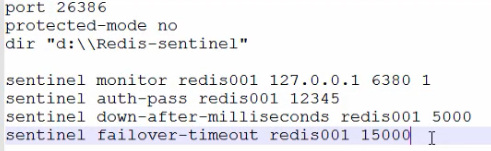 port 26386
protected-mode no
dir "d:\\Redis-sentinel"
sentinel monitor redis001 127.0.0.1 6380 1
sentinel auth-pass redis001 12345
sentinel down-after-milliseconds redis001 5000
sentinel failover-timeout redis001 15000